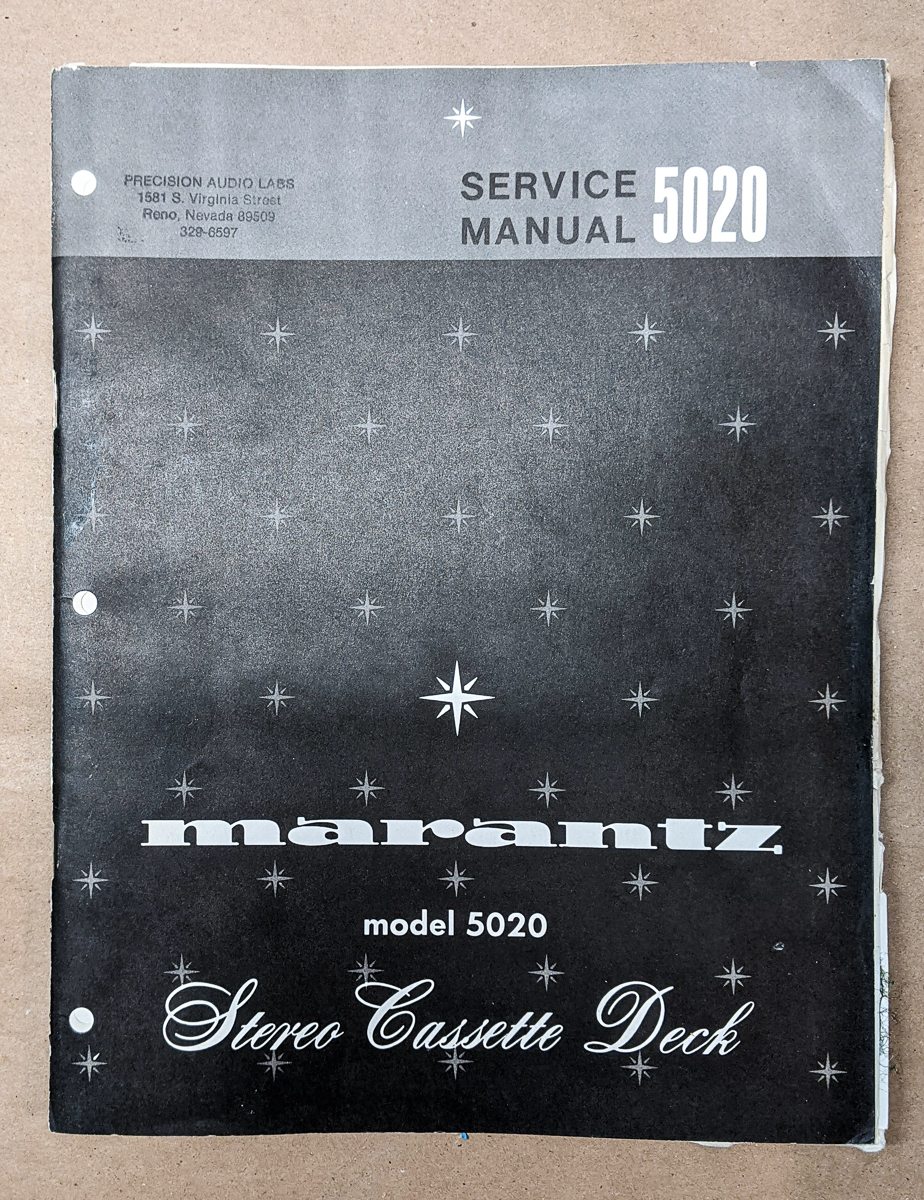 PRECISION AUDIO LABS
1581 S. Virginia Street
Reno, Nevada 89509
329-6597
SERVICE
MANUAL 5020
marantz
model 5020
Stereo Cassette Deck